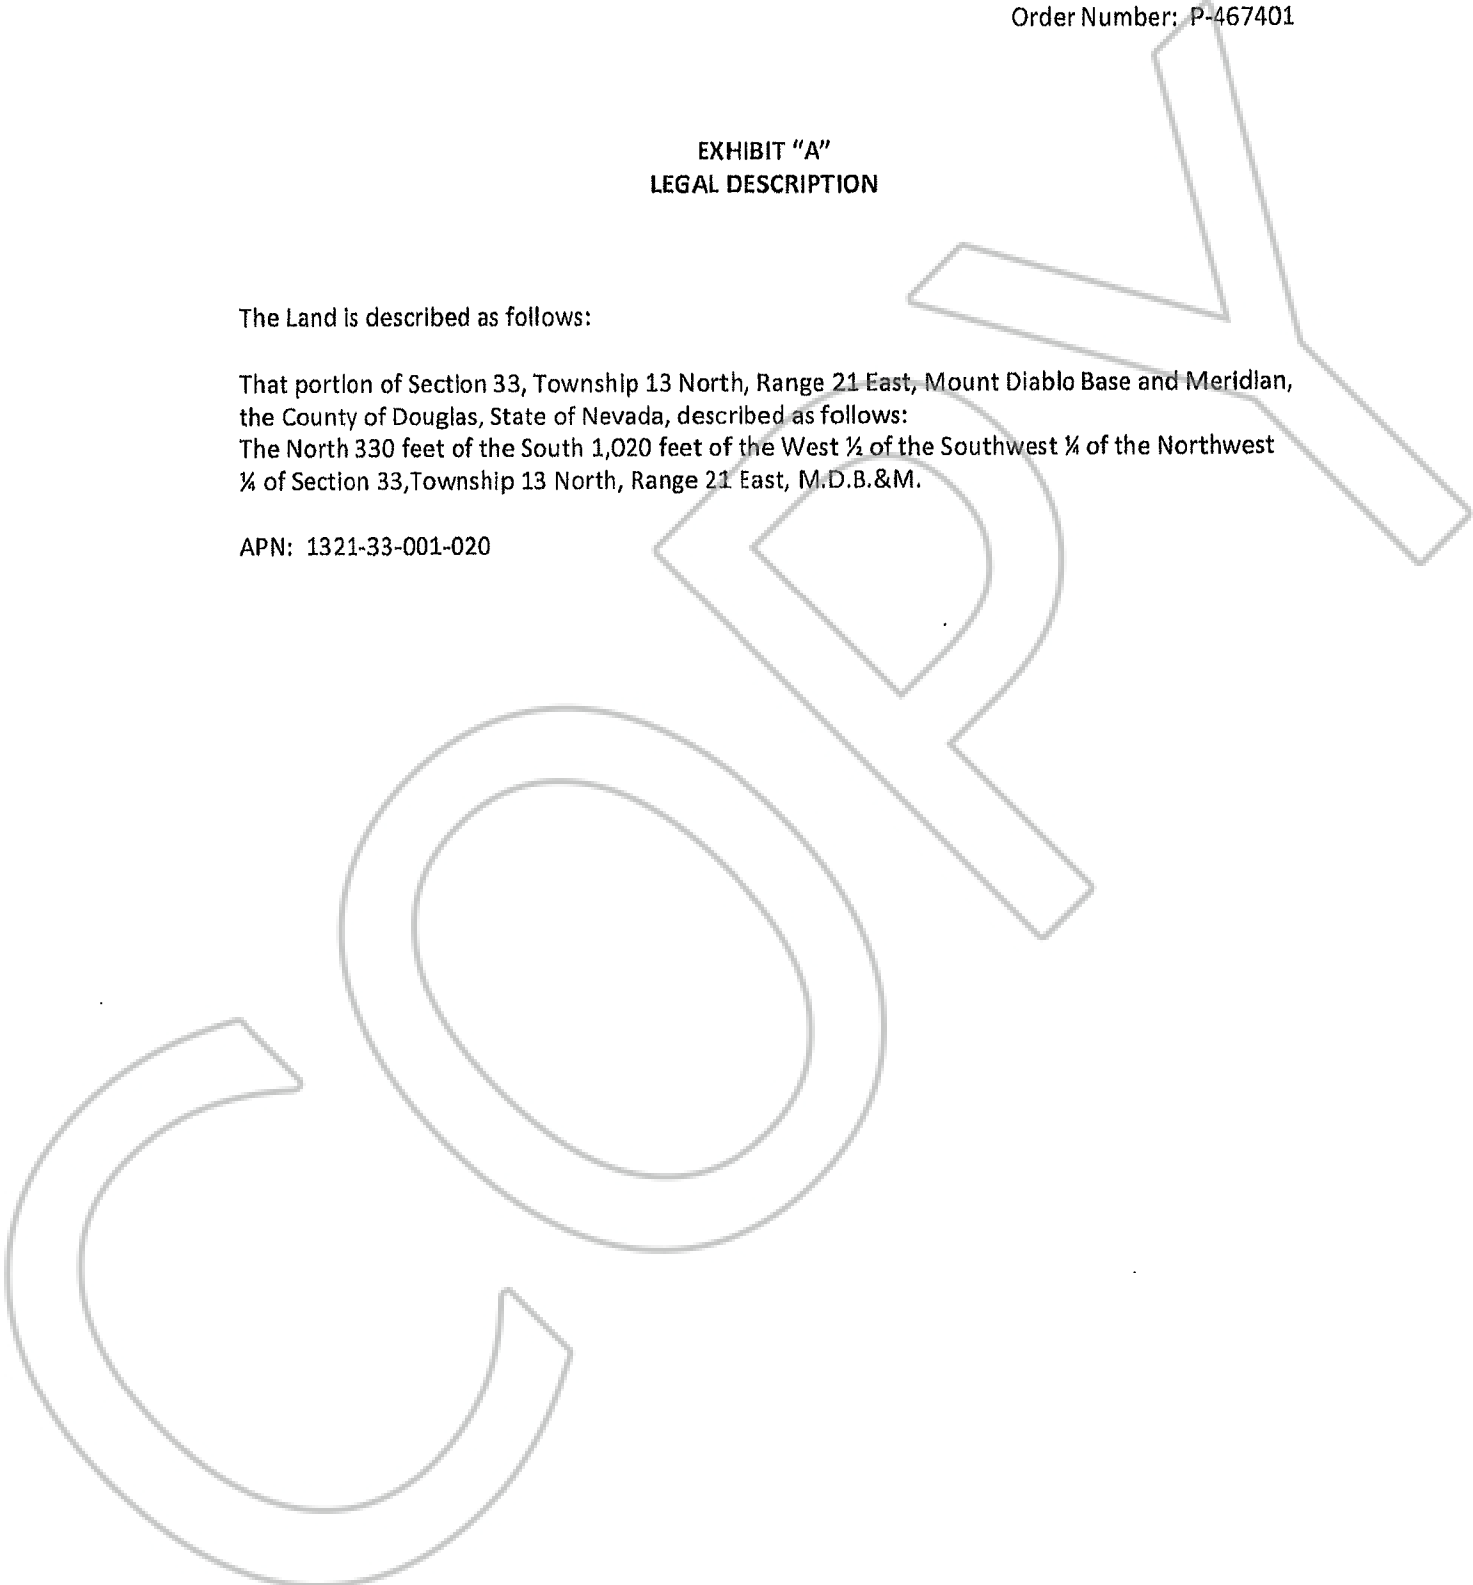 Order Number: P-467401
EXHIBIT "A"
LEGAL DESCRIPTION
The Land is described as follows:
That portion of Section 33, Township 13 North, Range 21 East, Mount Diablo Base and Meridian,
the County of Douglas, State of Nevada, described as follows:
The North 330 feet of the South 1,020 feet of the West ½ of the Southwest ¼ of the Northwest
¼ of Section 33,Township 13 North, Range 21 East, M.D.B.&M.
APN: 1321-33-001-020
COPY